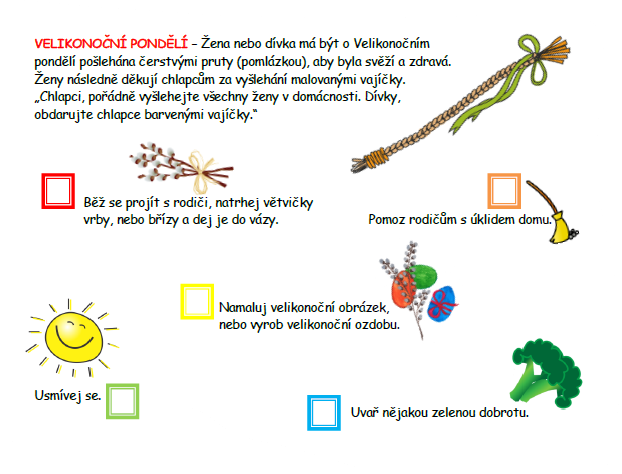 VELIKONOČNÍ PONDĚLÍ – Žena nebo dívka má být o Velikonočním
pondělí pošlehána čerstvými pruty (pomlázkou), aby byla svěží a zdravá.
Ženy následně děkují chlapcům za vyšlehání malovanými vajíčky.
„Chlapci, pořádně vyšlehejte všechny ženy v domácnosti. Dívky,
obdarujte chlapce barvenými vajíčky.“
Běž se projít s rodiči, natrhej větvičky
vrby, nebo břízy a dej je do vázy.
Pomoz rodičům s úklidem domu.
Namaluj velikonoční obrázek,
nebo vyrob velikonoční ozdobu.
Usmívej se.
Uvař nějakou zelenou dobrotu.